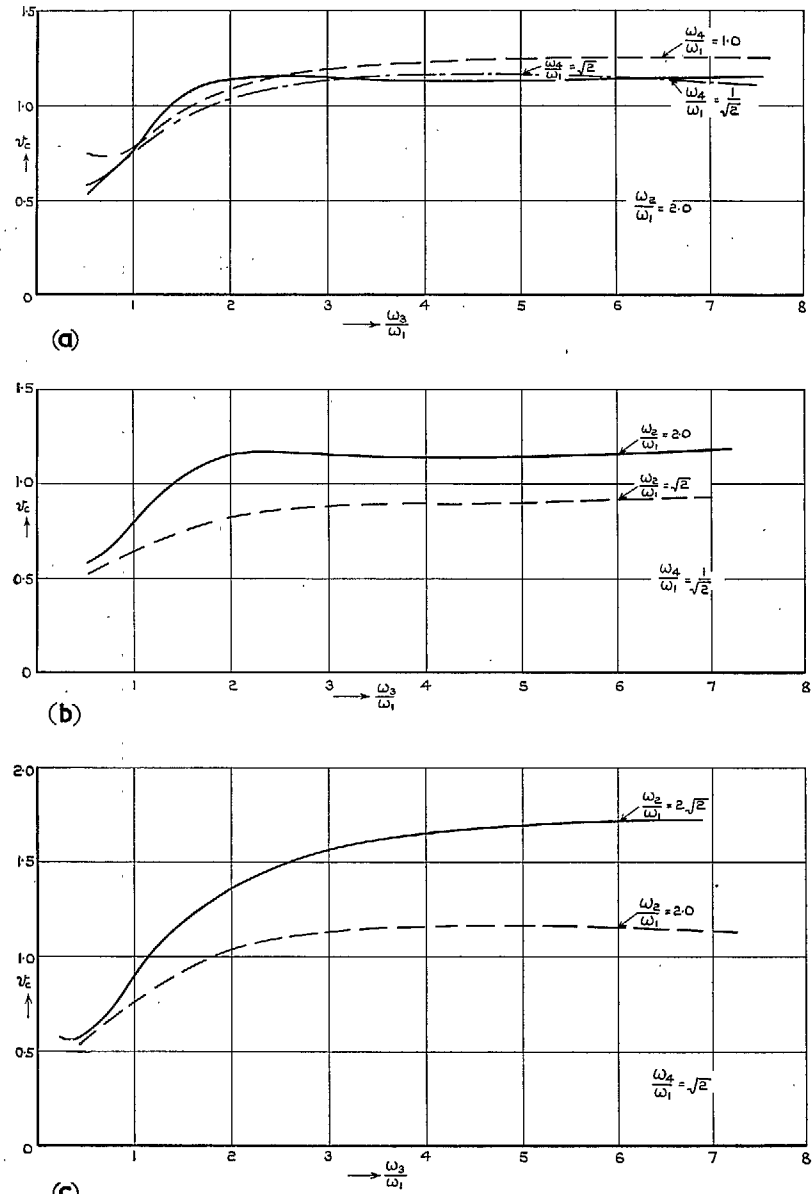 1·5
1·0
0·5
0
v_c
ω₄/ω₁ = 1·0
ω₄/ω₁ = √2
ω₄/ω₁ = 1/√2
ω₂/ω₁ = 2·0
1 2 3 4 5 6 7 8
→ ω₃/ω₁
(a)
1·5
1·0
0·5
0
v_c
ω₂/ω₁ = 2·0
ω₂/ω₁ = √2
ω₄/ω₁ = 1/√2
1 2 3 4 5 6 7 8
→ ω₃/ω₁
(b)
2·0
1·5
1·0
0·5
0
v_c
ω₂/ω₁ = 2√2
ω₂/ω₁ = 2·0
ω₄/ω₁ = √2
1 2 3 4 5 6 7 8
→ ω₃/ω₁
(c)